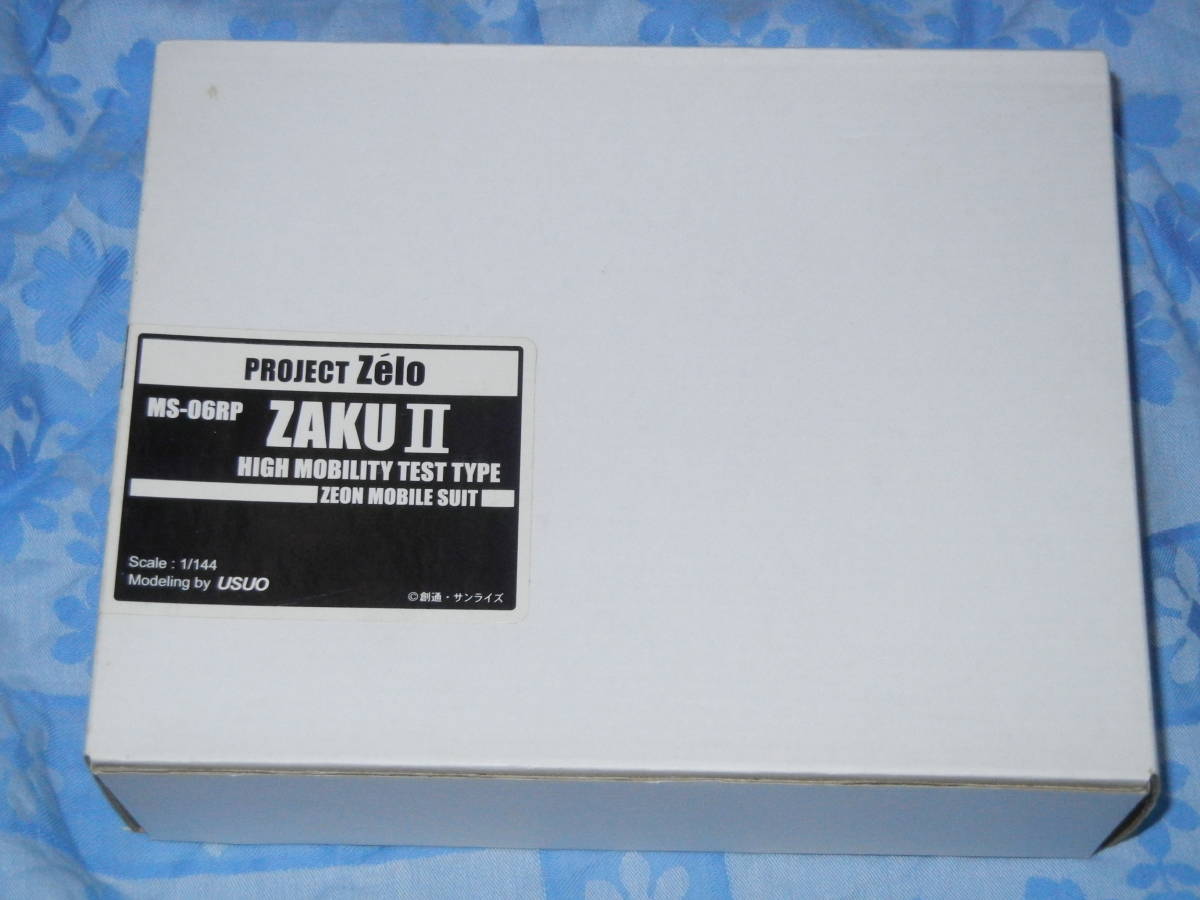 PROJECT Zélo
MS-06RP ZAKU II
HIGH MOBILITY TEST TYPE
ZEON MOBILE SUIT
Scale : 1/144
Modeling by USUO
©創通・サンライズ